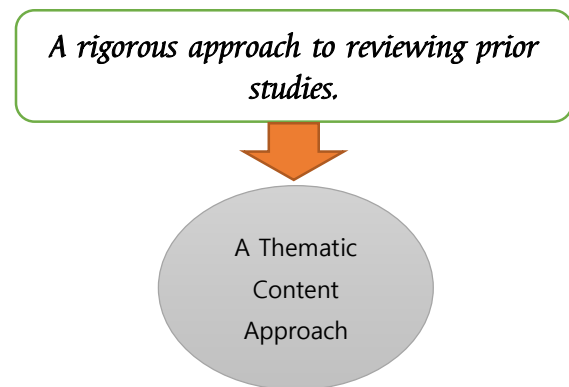 A rigorous approach to reviewing prior
studies.
A Thematic
Content
Approach